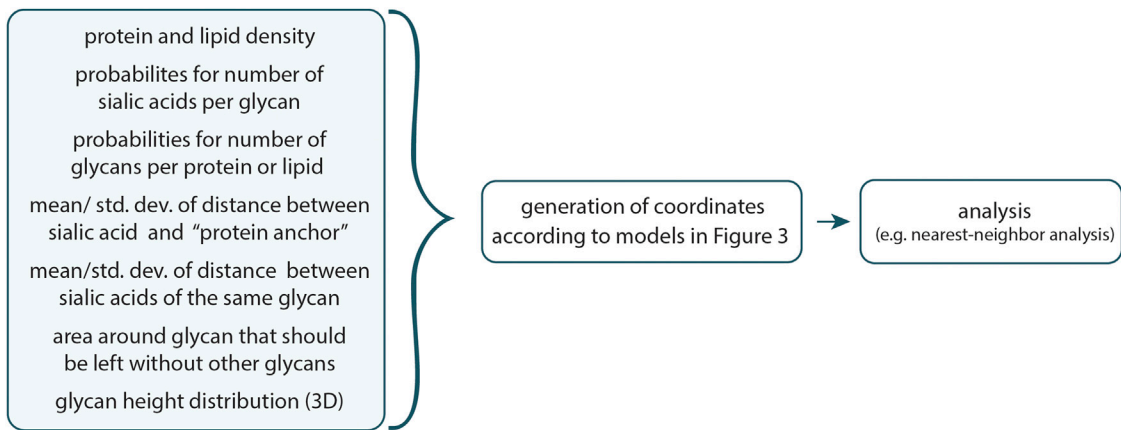 protein and lipid density
probabilites for number of
sialic acids per glycan
probabilities for number of
glycans per protein or lipid
mean/ std. dev. of distance between
sialic acid and “protein anchor”
mean/std. dev. of distance between
sialic acids of the same glycan
area around glycan that should
be left without other glycans
glycan height distribution (3D)
generation of coordinates
according to models in Figure 3
analysis
(e.g. nearest-neighbor analysis)